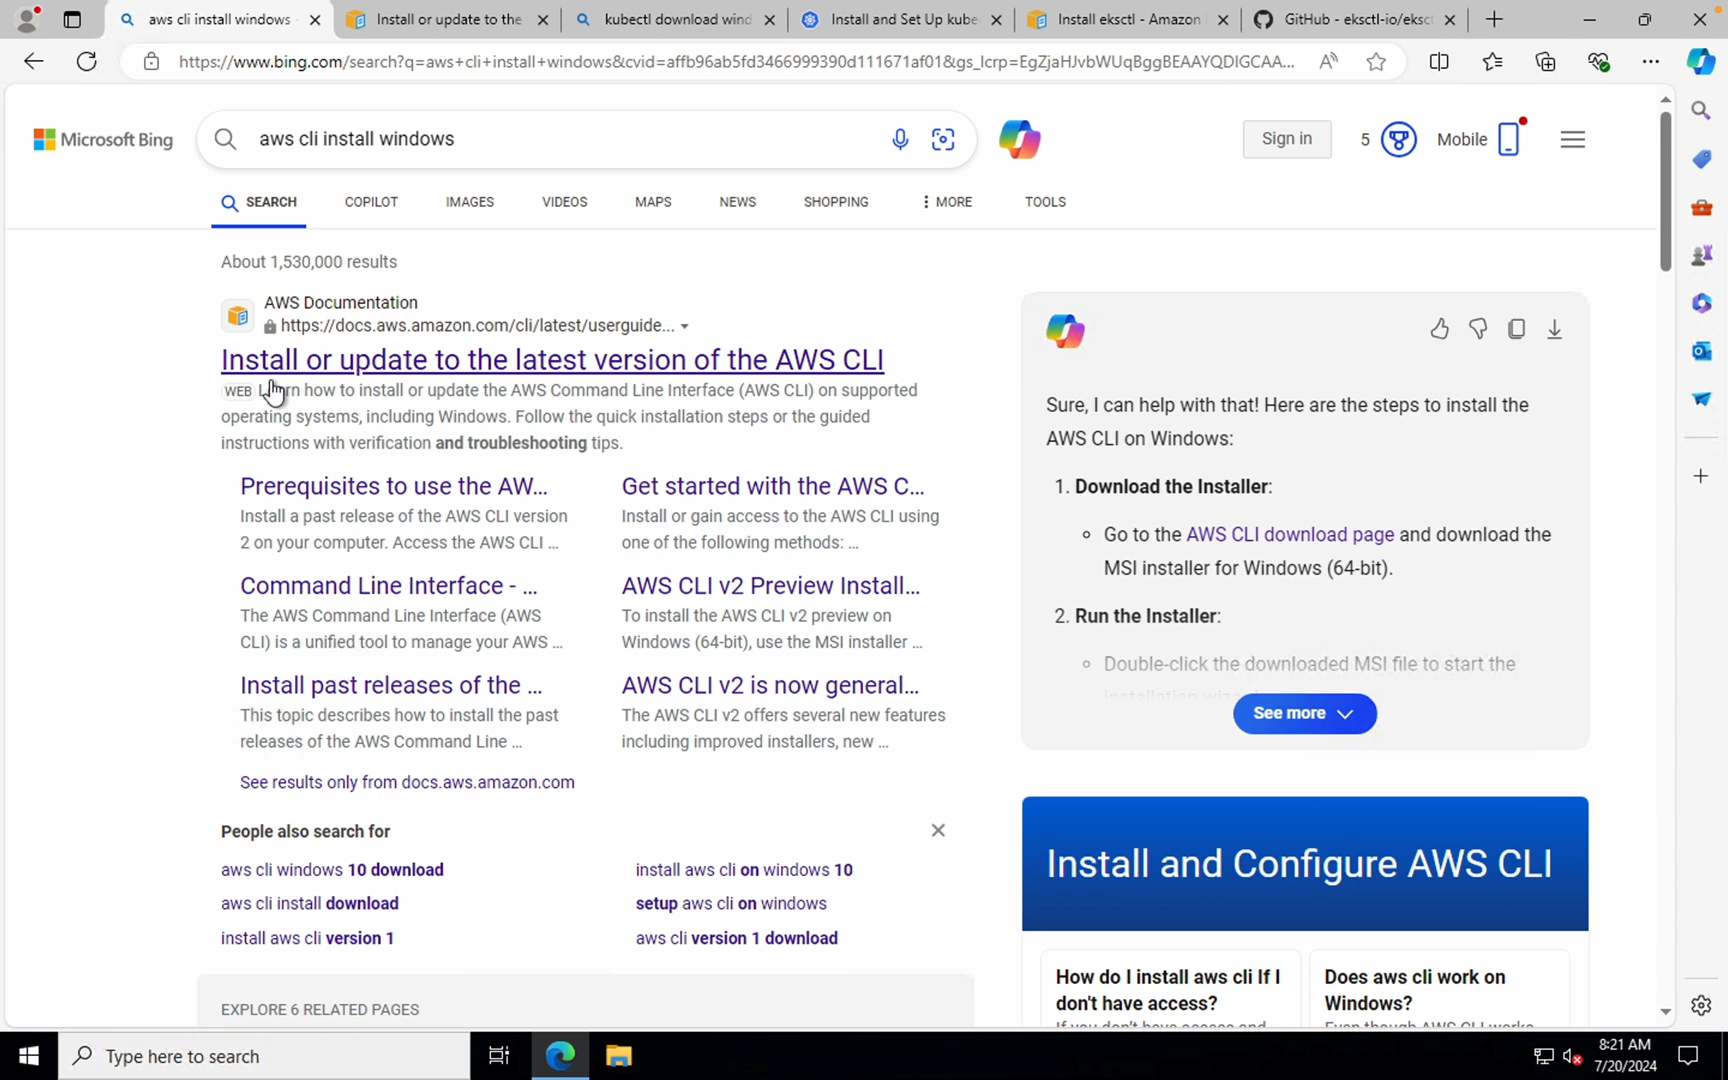 aws cli install windows -
Install or update to the
kubectl download wind
Install and Set Up kube
Install eksctl - Amazon
GitHub - eksctl-io/eksc
https://www.bing.com/search?q=aws+cli+install+windows&cvid=affb96ab5fd3466999390d111671af01&gs_lcrp=EgZjaHJvbWUqBggBEAAYQDIGCAA...
Microsoft Bing
aws cli install windows
Sign in
5
Mobile
SEARCH
COPILOT
IMAGES
VIDEOS
MAPS
NEWS
SHOPPING
MORE
TOOLS
About 1,530,000 results
AWS Documentation
https://docs.aws.amazon.com/cli/latest/userguide...
Install or update to the latest version of the AWS CLI
WEB how to install or update the AWS Command Line Interface (AWS CLI) on supported
operating systems, including Windows. Follow the quick installation steps or the guided
instructions with verification and troubleshooting tips.
Prerequisites to use the AW...
Install a past release of the AWS CLI version
2 on your computer. Access the AWS CLI ...
Get started with the AWS C...
Install or gain access to the AWS CLI using
one of the following methods: ...
Command Line Interface - ...
The AWS Command Line Interface (AWS
CLI) is a unified tool to manage your AWS ...
AWS CLI v2 Preview Install...
To install the AWS CLI v2 preview on
Windows (64-bit), use the MSI installer ...
Install past releases of the ...
This topic describes how to install the past
releases of the AWS Command Line ...
AWS CLI v2 is now general...
The AWS CLI v2 offers several new features
including improved installers, new ...
See results only from docs.aws.amazon.com
People also search for
aws cli windows 10 download
install aws cli on windows 10
aws cli install download
setup aws cli on windows
install aws cli version 1
aws cli version 1 download
EXPLORE 6 RELATED PAGES
Sure, I can help with that! Here are the steps to install the
AWS CLI on Windows:
1. Download the Installer:
Go to the AWS CLI download page and download the
MSI installer for Windows (64-bit).
2. Run the Installer:
Double-click the downloaded MSI file to start the
See more
Install and Configure AWS CLI
How do I install aws cli If I
don't have access?
Does aws cli work on
Windows?
Type here to search
8:21 AM
7/20/2024